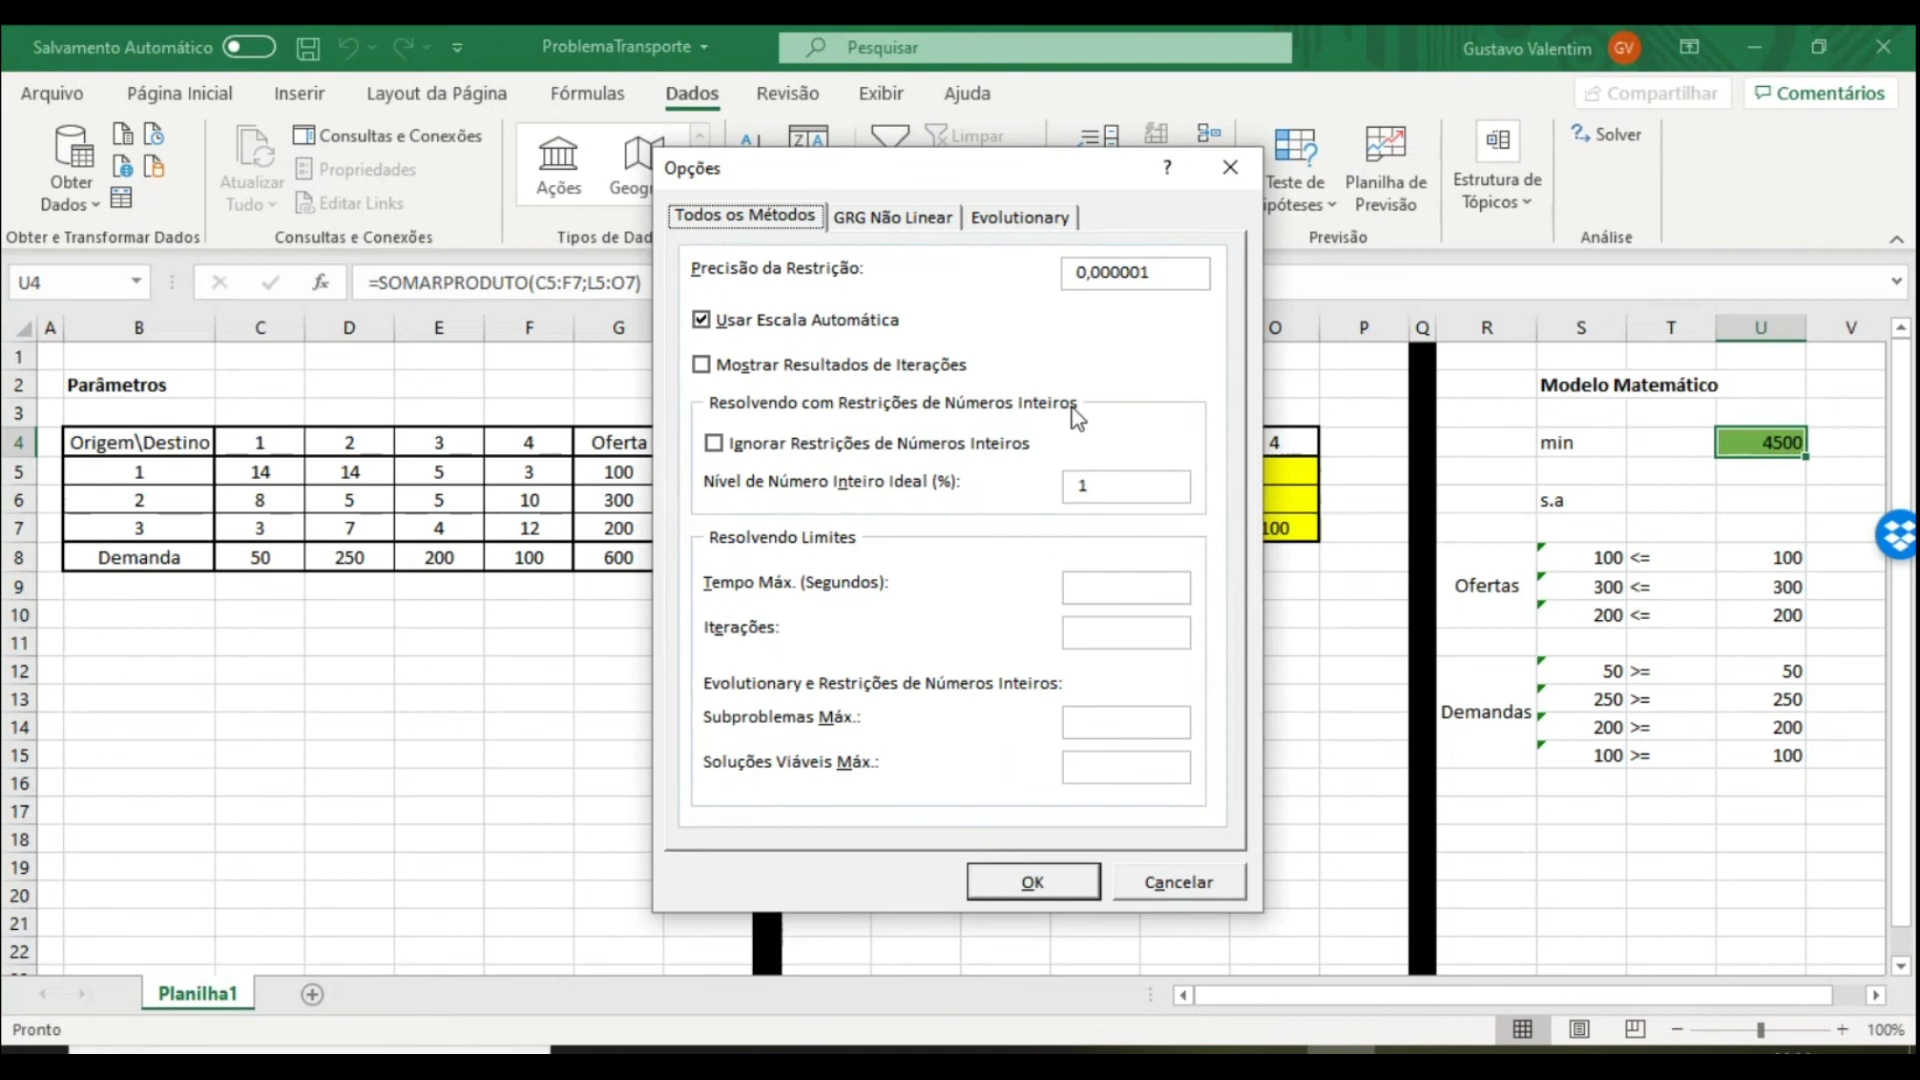 Salvamento Automático
ProblemaTransporte
Pesquisar
Gustavo Valentim
GV
Arquivo
Página Inicial
Inserir
Layout da Página
Fórmulas
Dados
Revisão
Exibir
Ajuda
Compartilhar
Comentários
Obter
Dados
Atualizar
Tudo
Consultas e Conexões
Propriedades
Editar Links
Ações
Limpar
Planilha de
Previsão
Estrutura de
Tópicos
Solver
Teste de
Obter e Transformar Dados
Consultas e Conexões
Previsão
Análise
U4
fx
=SOMARPRODUTO(C5:F7;L5:O7)
A B C D E F G O P Q R S T U V
1
2 Parâmetros Modelo Matemático
3
4 Origem\Destino 1 2 3 4 Oferta 4 min 4500
5 1 14 14 5 3 100
6 2 8 5 5 10 300 s.a
7 3 3 7 4 12 200 100
8 Demanda 50 250 200 100 600 100 <= 100
9 Ofertas 300 <= 300
10 200 <= 200
11
12 50 >= 50
13 250 >= 250
Demandas
14 200 >= 200
15 100 >= 100
16
17
18
19
20
21
22
Opções
?
Todos os Métodos
GRG Não Linear
Evolutionary
Precisão da Restrição: 0,000001
Usar Escala Automática
Mostrar Resultados de Iterações
Resolvendo com Restrições de Números Inteiros
Ignorar Restrições de Números Inteiros
Nível de Número Inteiro Ideal (%): 1
Resolvendo Limites
Tempo Máx. (Segundos):
Iterações:
Evolutionary e Restrições de Números Inteiros:
Subproblemas Máx.:
Soluções Viáveis Máx.:
OK
Cancelar
Planilha1
Pronto
100%